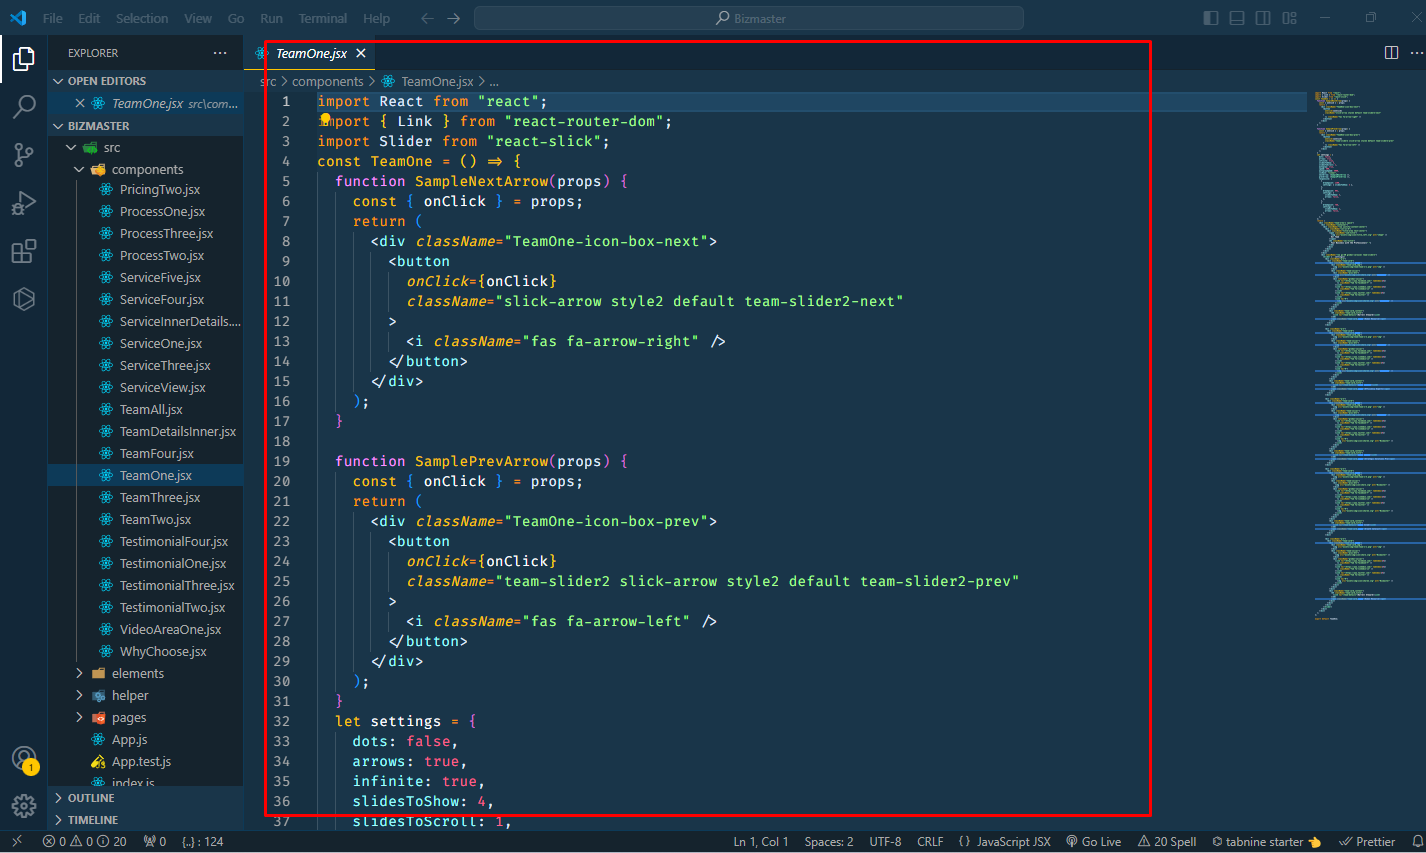 File Edit Selection View Go Run Terminal Help
Bizmaster
EXPLORER
OPEN EDITORS
TeamOne.jsx src\com...
BIZMASTER
src
components
PricingTwo.jsx
ProcessOne.jsx
ProcessThree.jsx
ProcessTwo.jsx
ServiceFive.jsx
ServiceFour.jsx
ServiceInnerDetails....
ServiceOne.jsx
ServiceThree.jsx
ServiceView.jsx
TeamAll.jsx
TeamDetailsInner.jsx
TeamFour.jsx
TeamOne.jsx
TeamThree.jsx
TeamTwo.jsx
TestimonialFour.jsx
TestimonialOne.jsx
TestimonialThree.jsx
TestimonialTwo.jsx
VideoAreaOne.jsx
WhyChoose.jsx
elements
helper
pages
App.js
App.test.js
index.js
OUTLINE
TIMELINE
1
TeamOne.jsx
src > components > TeamOne.jsx > ...
1 import React from "react";
2 import { Link } from "react-router-dom";
3 import Slider from "react-slick";
4 const TeamOne = () => {
5 function SampleNextArrow(props) {
6 const { onClick } = props;
7 return (
8 <div className="TeamOne-icon-box-next">
9 <button
10 onClick={onClick}
11 className="slick-arrow style2 default team-slider2-next"
12 >
13 <i className="fas fa-arrow-right" />
14 </button>
15 </div>
16 );
17 }
18
19 function SamplePrevArrow(props) {
20 const { onClick } = props;
21 return (
22 <div className="TeamOne-icon-box-prev">
23 <button
24 onClick={onClick}
25 className="team-slider2 slick-arrow style2 default team-slider2-prev"
26 >
27 <i className="fas fa-arrow-left" />
28 </button>
29 </div>
30 );
31 }
32 let settings = {
33 dots: false,
34 arrows: true,
35 infinite: true,
36 slidesToShow: 4,
37 slidesToScroll: 1,
0 0 20 0 {..} : 124 Ln 1, Col 1 Spaces: 2 UTF-8 CRLF {} JavaScript JSX Go Live 20 Spell tabnine starter Prettier